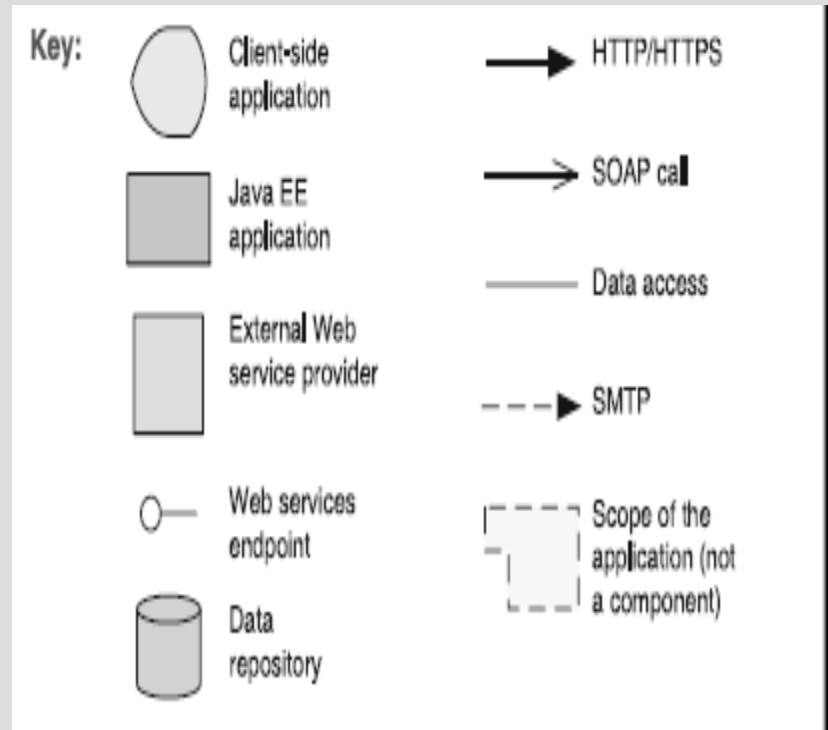 Key:
Client-side
application
Java EE
application
External Web
service provider
Web services
endpoint
Data
repository
HTTP/HTTPS
SOAP call
Data access
SMTP
Scope of the
application (not
a component)